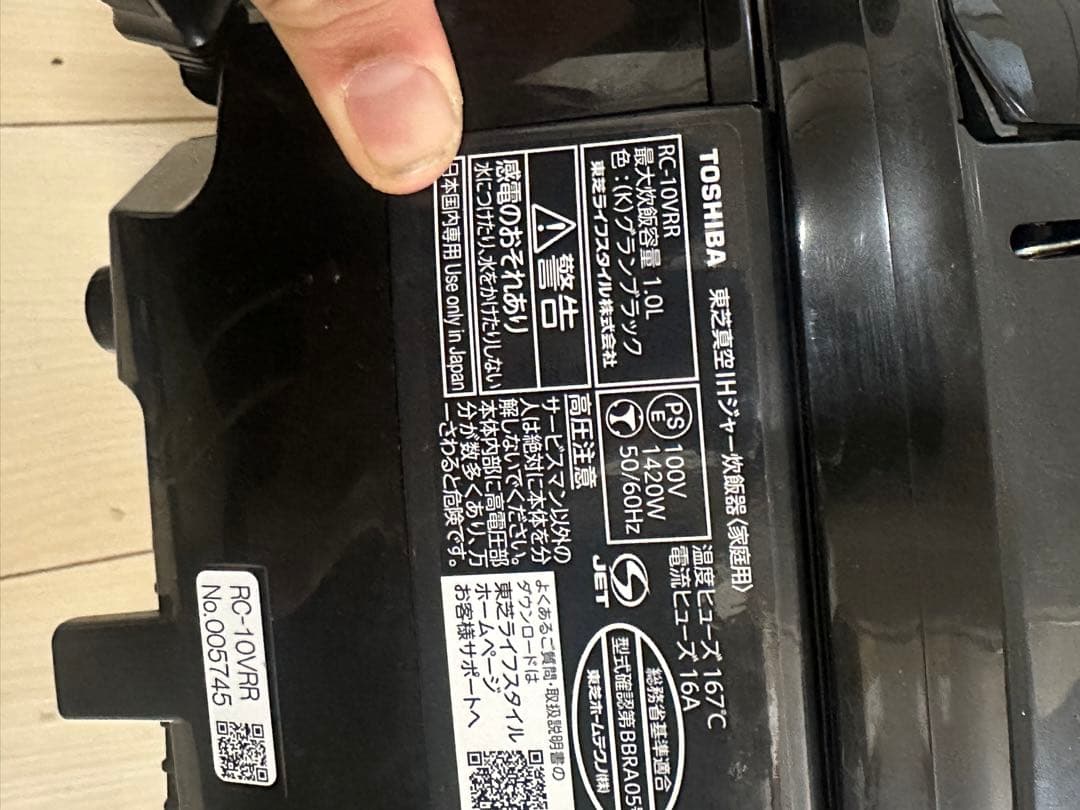 TOSHIBA 東芝真空IHジャー炊飯器〈家庭用〉
RC-10VRR
最大炊飯容量 1.0L
色：(K)グランブラック
東芝ライフスタイル株式会社
PS
E
100V
1420W
50/60Hz
温度ヒューズ 167℃
電流ヒューズ 16A
JET
総務省基準適合
型式確認第BBRA05
東芝ホームテクノ(株)
警告
感電のおそれあり
水につけたり、水をかけたりしない
日本国内専用 Use only in Japan
高圧注意
サービスマン以外の
人は絶対に本体を分
解しないでください。
本体内部に高電圧部
分が数多くあり、万
一さわると危険です。
よくあるご質問・取扱説明書の
ダウンロードは
東芝ライフスタイル
ホームページ
お客様サポートへ
RC-10VRR
No.005745